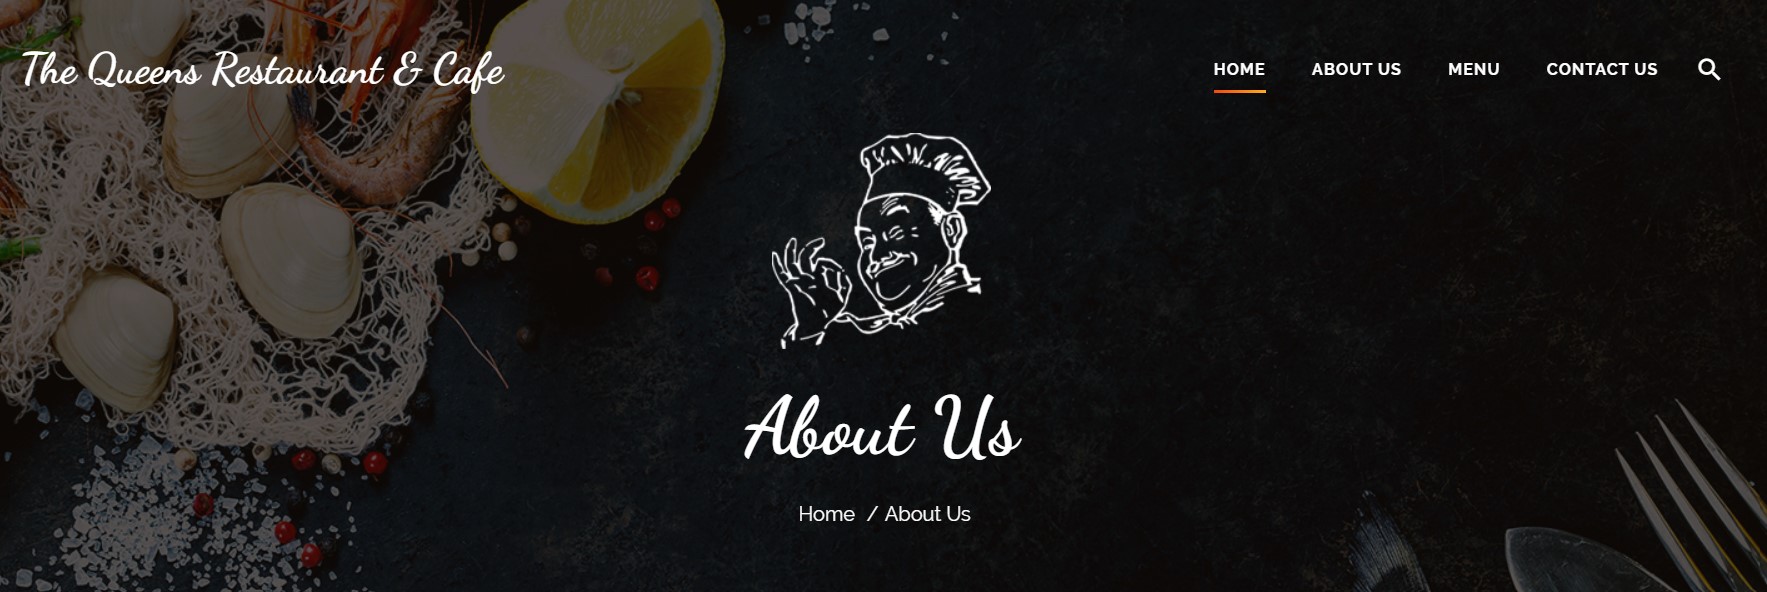 The Queens Restaurant & Cafe
HOME ABOUT US MENU CONTACT US
About Us
Home / About Us